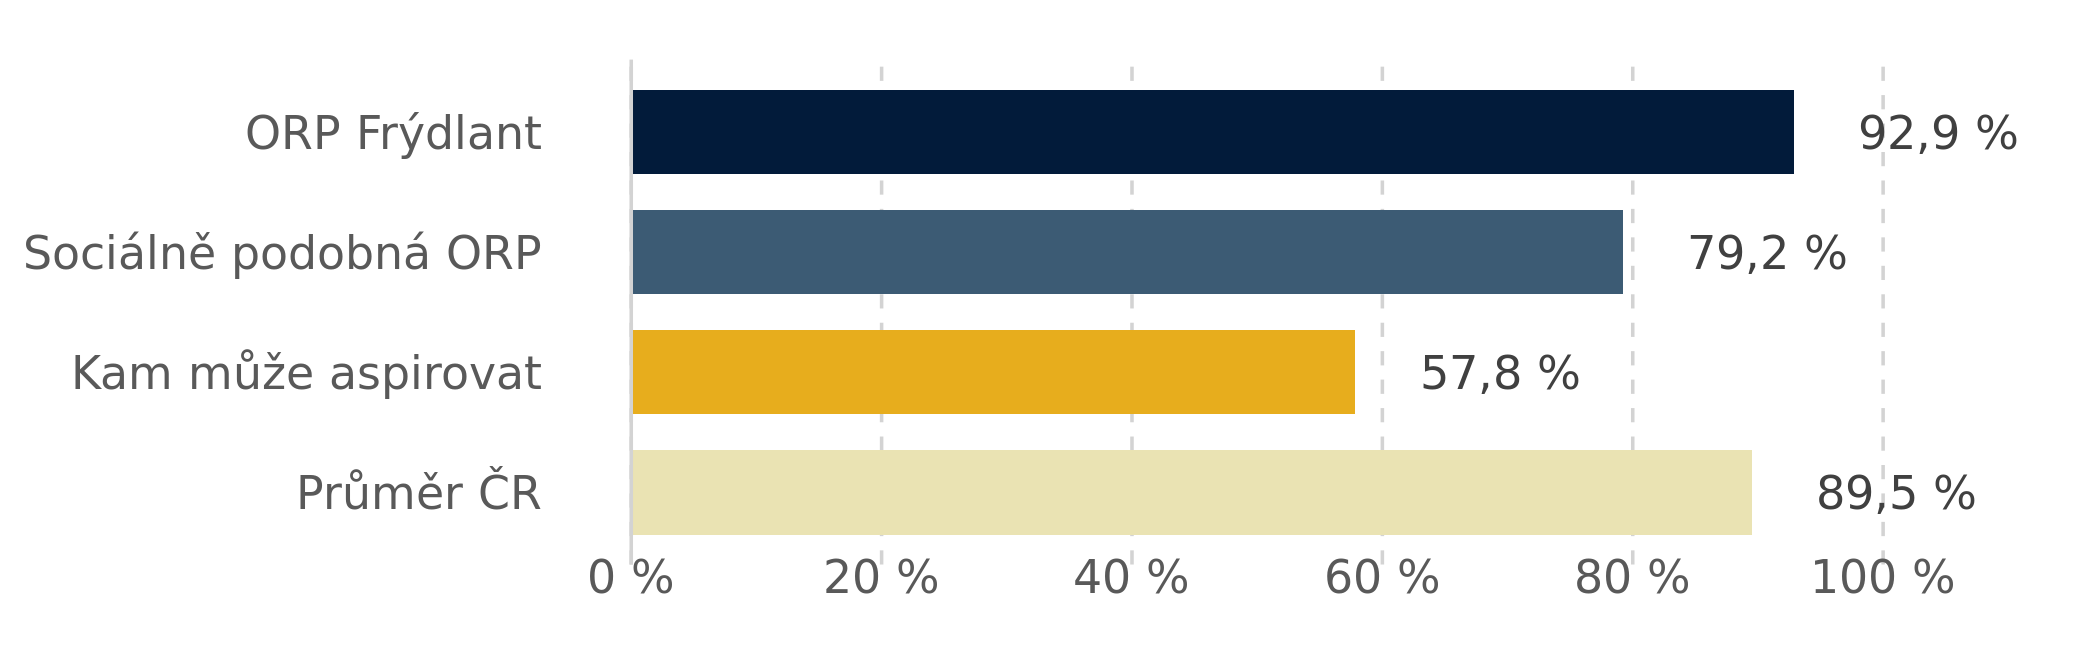 ORP Frýdlant 92,9 %
Sociálně podobná ORP 79,2 %
Kam může aspirovat 57,8 %
Průměr ČR 89,5 %
0 % 20 % 40 % 60 % 80 % 100 %